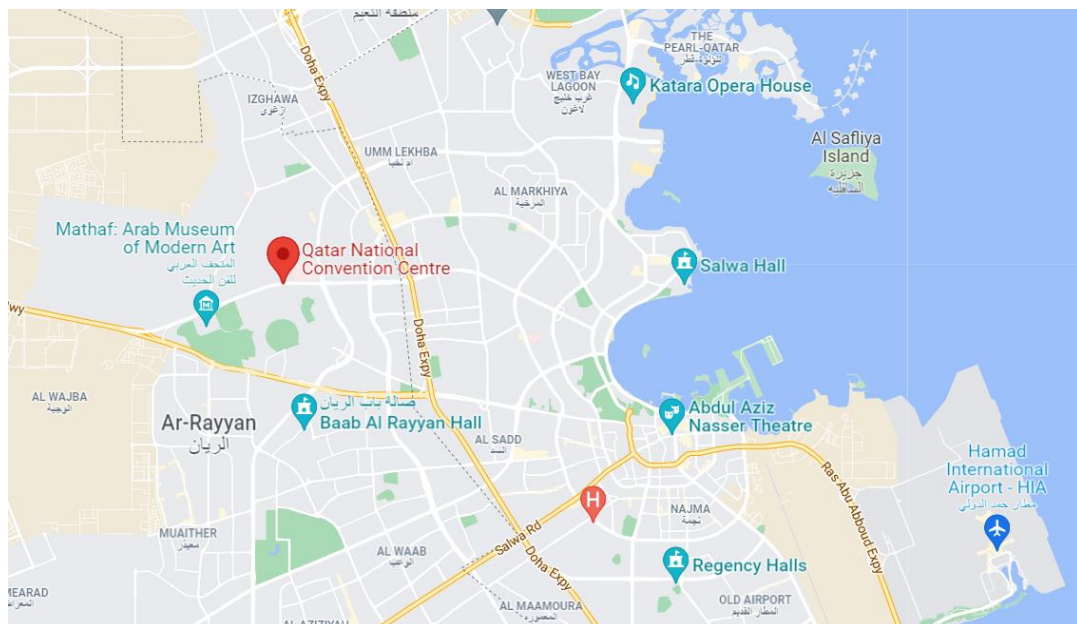 منطقة النعيم
Doha Expy
THE
PEARL-QATAR
اللؤلؤة-قطر
WEST BAY
LAGOON
غرب خليج
لاغون
Katara Opera House
IZGHAWA
ازغوى
UMM LEKHBA
ام لخبا
Al Safliya
Island
جزيرة
السافلية
AL MARKHIYA
المرخية
Mathaf: Arab Museum
of Modern Art
المتحف العربي
للفن الحديث
Qatar National
Convention Centre
Salwa Hall
wy
Doha Expy
AL WAJBA
الوجبة
صالة باب الريان
Baab Al Rayyan Hall
Ar-Rayyan
الريان
Abdul Aziz
Nasser Theatre
AL SADD
السد
Hamad
International
Airport - HIA
مطار حمد الدولي
Ras Abu Abboud Expy
H
NAJMA
نجمة
MUAITHER
معيذر
Salwa Rd
AL WAAB
الوعب
Doha Expy
Regency Halls
MEARAD
المعراض
AL MAAMOURA
المعمورة
OLD AIRPORT
المطار القديم
AL AZIZIYAH